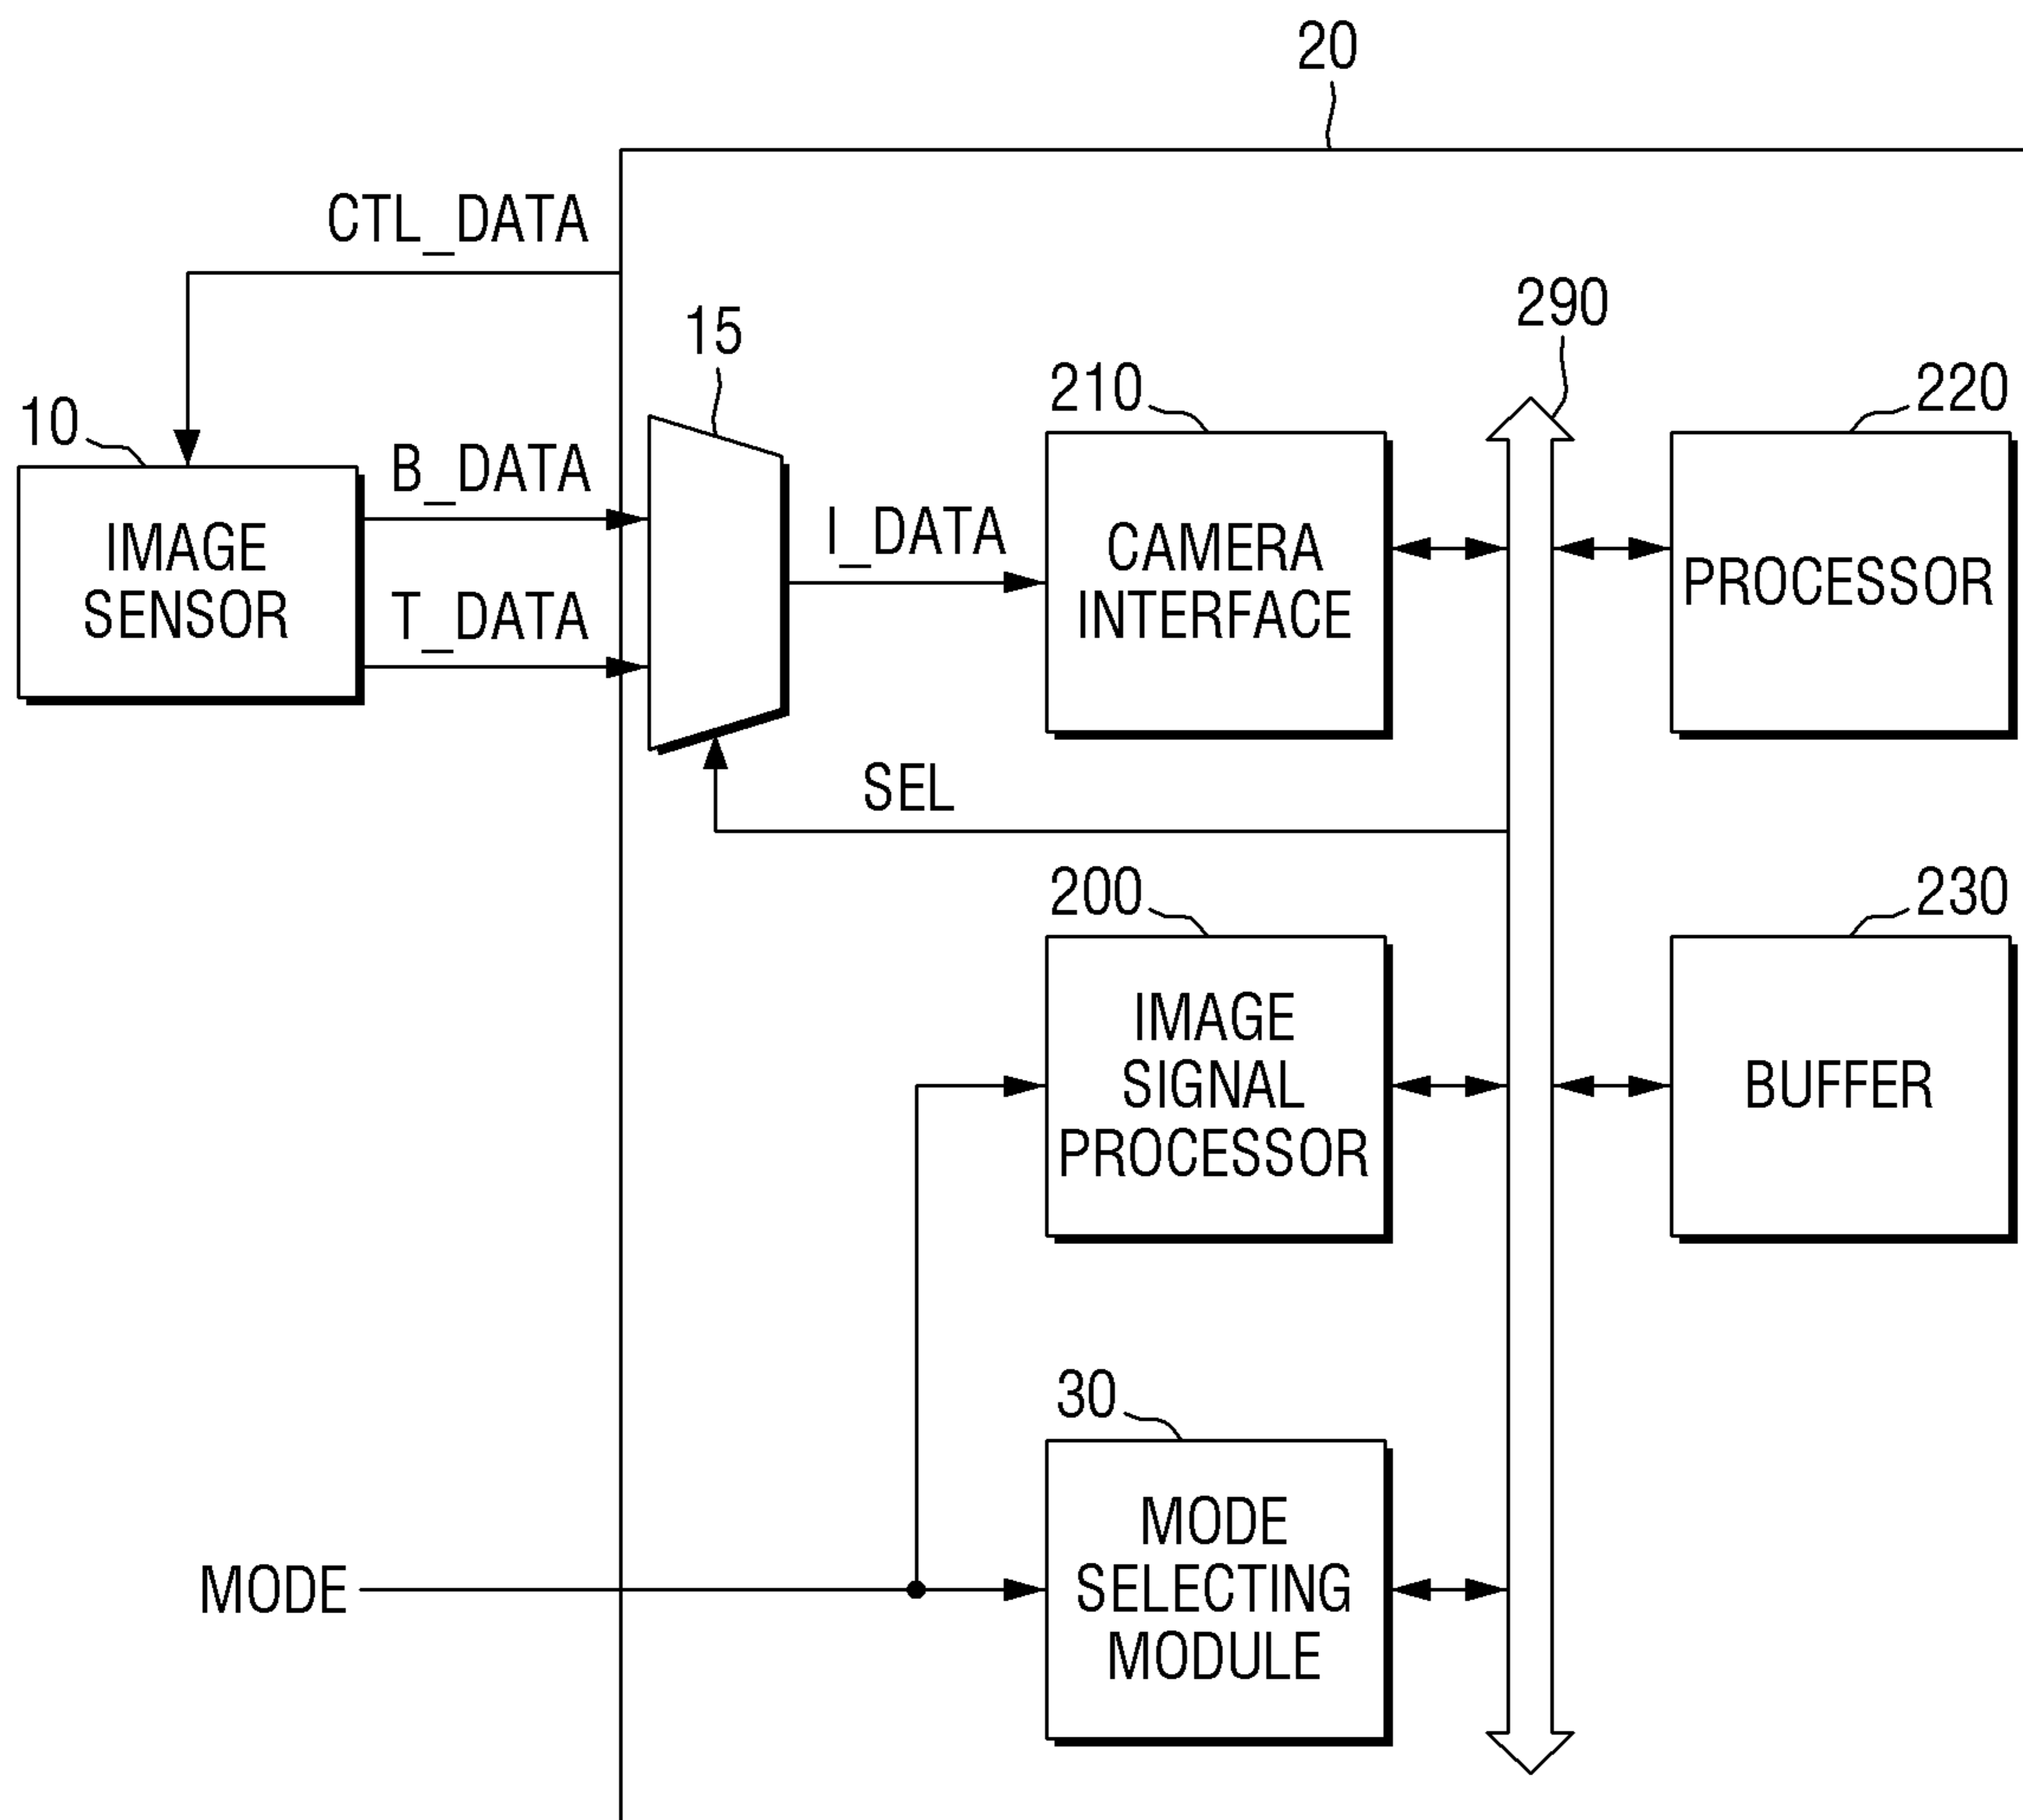 20
CTL_DATA
15
290
10
210
220
B_DATA
T_DATA
I_DATA
IMAGE
SENSOR
CAMERA
INTERFACE
PROCESSOR
SEL
200
230
IMAGE
SIGNAL
PROCESSOR
BUFFER
30
MODE
MODE
SELECTING
MODULE